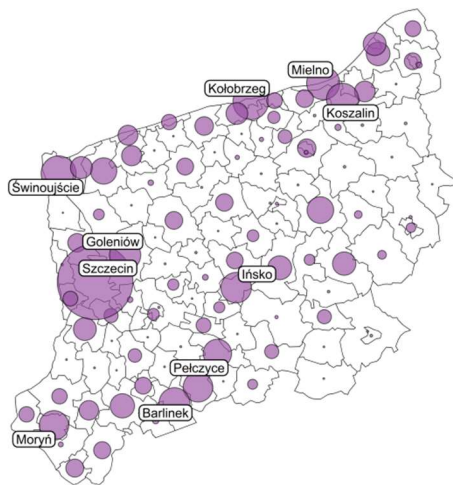 Mielno
Kołobrzeg
Koszalin
Świnoujście
Goleniów
Szczecin
Ińsko
Pełczyce
Barlinek
Moryń